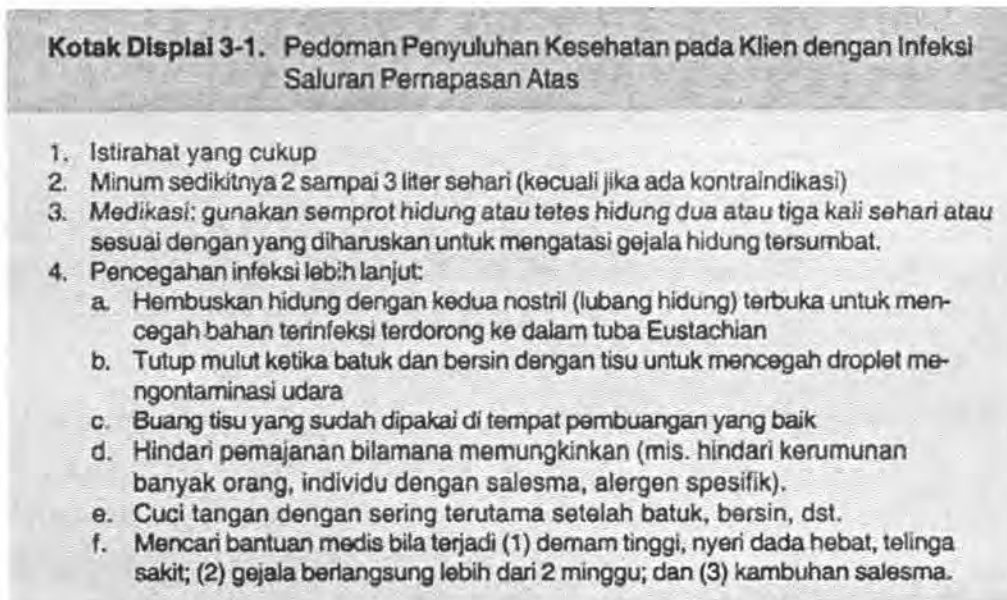 Kotak Displai 3-1. Pedoman Penyuluhan Kesehatan pada Klien dengan Infeksi
Saluran Pernapasan Atas
1. Istirahat yang cukup
2. Minum sedikitnya 2 sampai 3 liter sehari (kecuali jika ada kontraindikasi)
3. Medikasi: gunakan semprot hidung atau tetes hidung dua atau tiga kali sehari atau
sesuai dengan yang diharuskan untuk mengatasi gejala hidung tersumbat.
4. Pencegahan infeksi lebih lanjut:
a. Hembuskan hidung dengan kedua nostril (lubang hidung) terbuka untuk men-
cegah bahan terinfeksi terdorong ke dalam tuba Eustachian
b. Tutup mulut ketika batuk dan bersin dengan tisu untuk mencegah droplet me-
ngontaminasi udara
c. Buang tisu yang sudah dipakai di tempat pembuangan yang baik
d. Hindari pemajanan bilamana memungkinkan (mis. hindari kerumunan
banyak orang, individu dengan salesma, alergen spesifik).
e. Cuci tangan dengan sering terutama setelah batuk, bersin, dst.
f. Mencari bantuan medis bila terjadi (1) demam tinggi, nyeri dada hebat, telinga
sakit; (2) gejala berlangsung lebih dari 2 minggu; dan (3) kambuhan salesma.